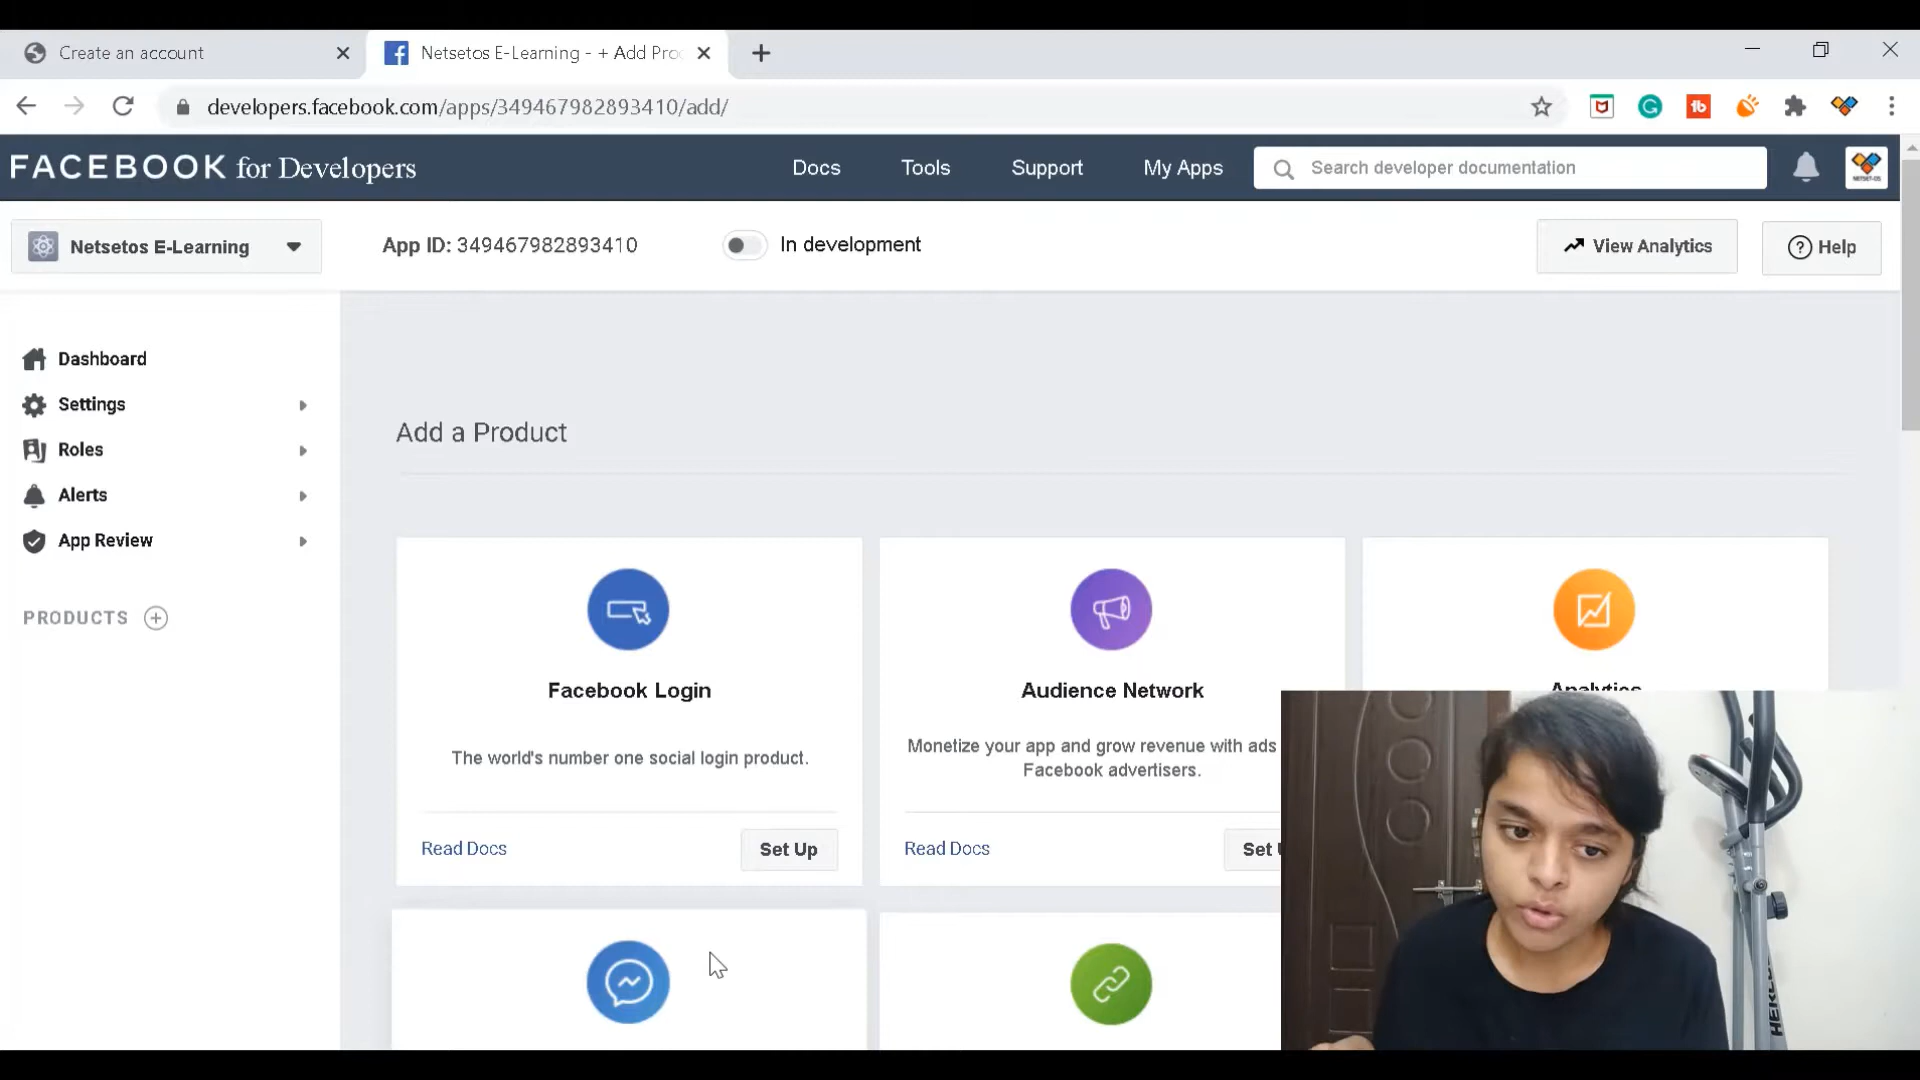 Create an account
Netsetos E-Learning - + Add Pro
developers.facebook.com/apps/349467982893410/add/
FACEBOOK for Developers
Docs
Tools
Support
My Apps
Search developer documentation
Netsetos E-Learning
App ID: 349467982893410
In development
View Analytics
Help
Dashboard
Settings
Roles
Alerts
App Review
PRODUCTS
Add a Product
Facebook Login
The world's number one social login product.
Read Docs
Set Up
Audience Network
Monetize your app and grow revenue with ads
Facebook advertisers.
Read Docs
Set
Analytics